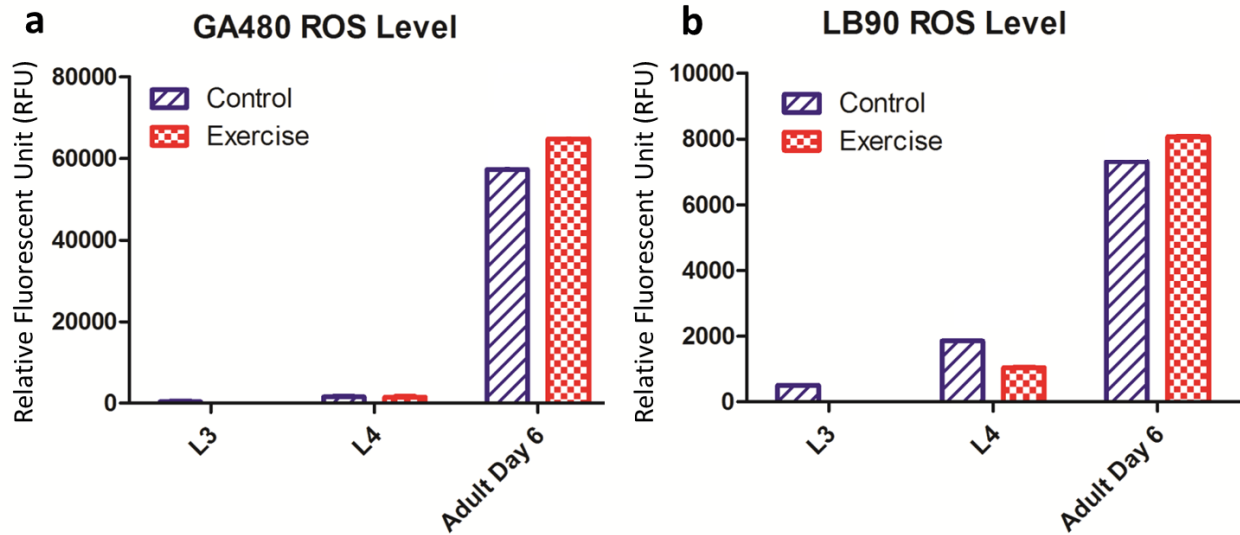 a
GA480 ROS Level
Relative Fluorescent Unit (RFU)
80000
60000
40000
20000
0
Control
Exercise
L3
L4
Adult Day 6
b
LB90 ROS Level
Relative Fluorescent Unit (RFU)
10000
8000
6000
4000
2000
0
Control
Exercise
L3
L4
Adult Day 6